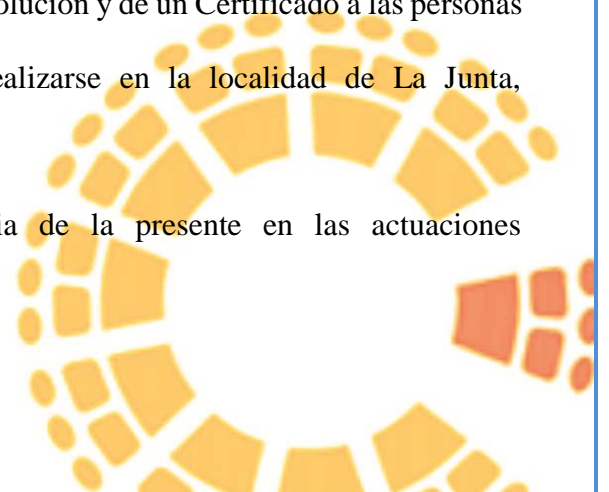 olución y de un Certificado a las personas
ealizarse en la localidad de La Junta,
ia de la presente en las actuaciones